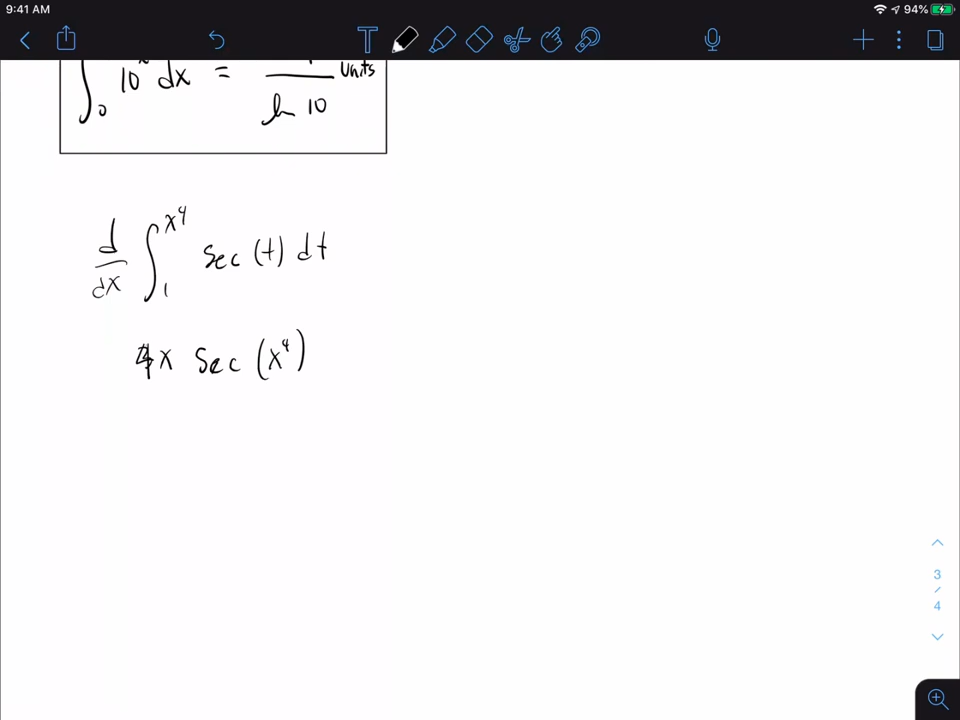 9:41 AM 94%
T
∫₀ 10 dx = ── units
ln 10
d/dx ∫₁^x⁴ sec (t) dt
4x sec (x⁴)
3
/
4